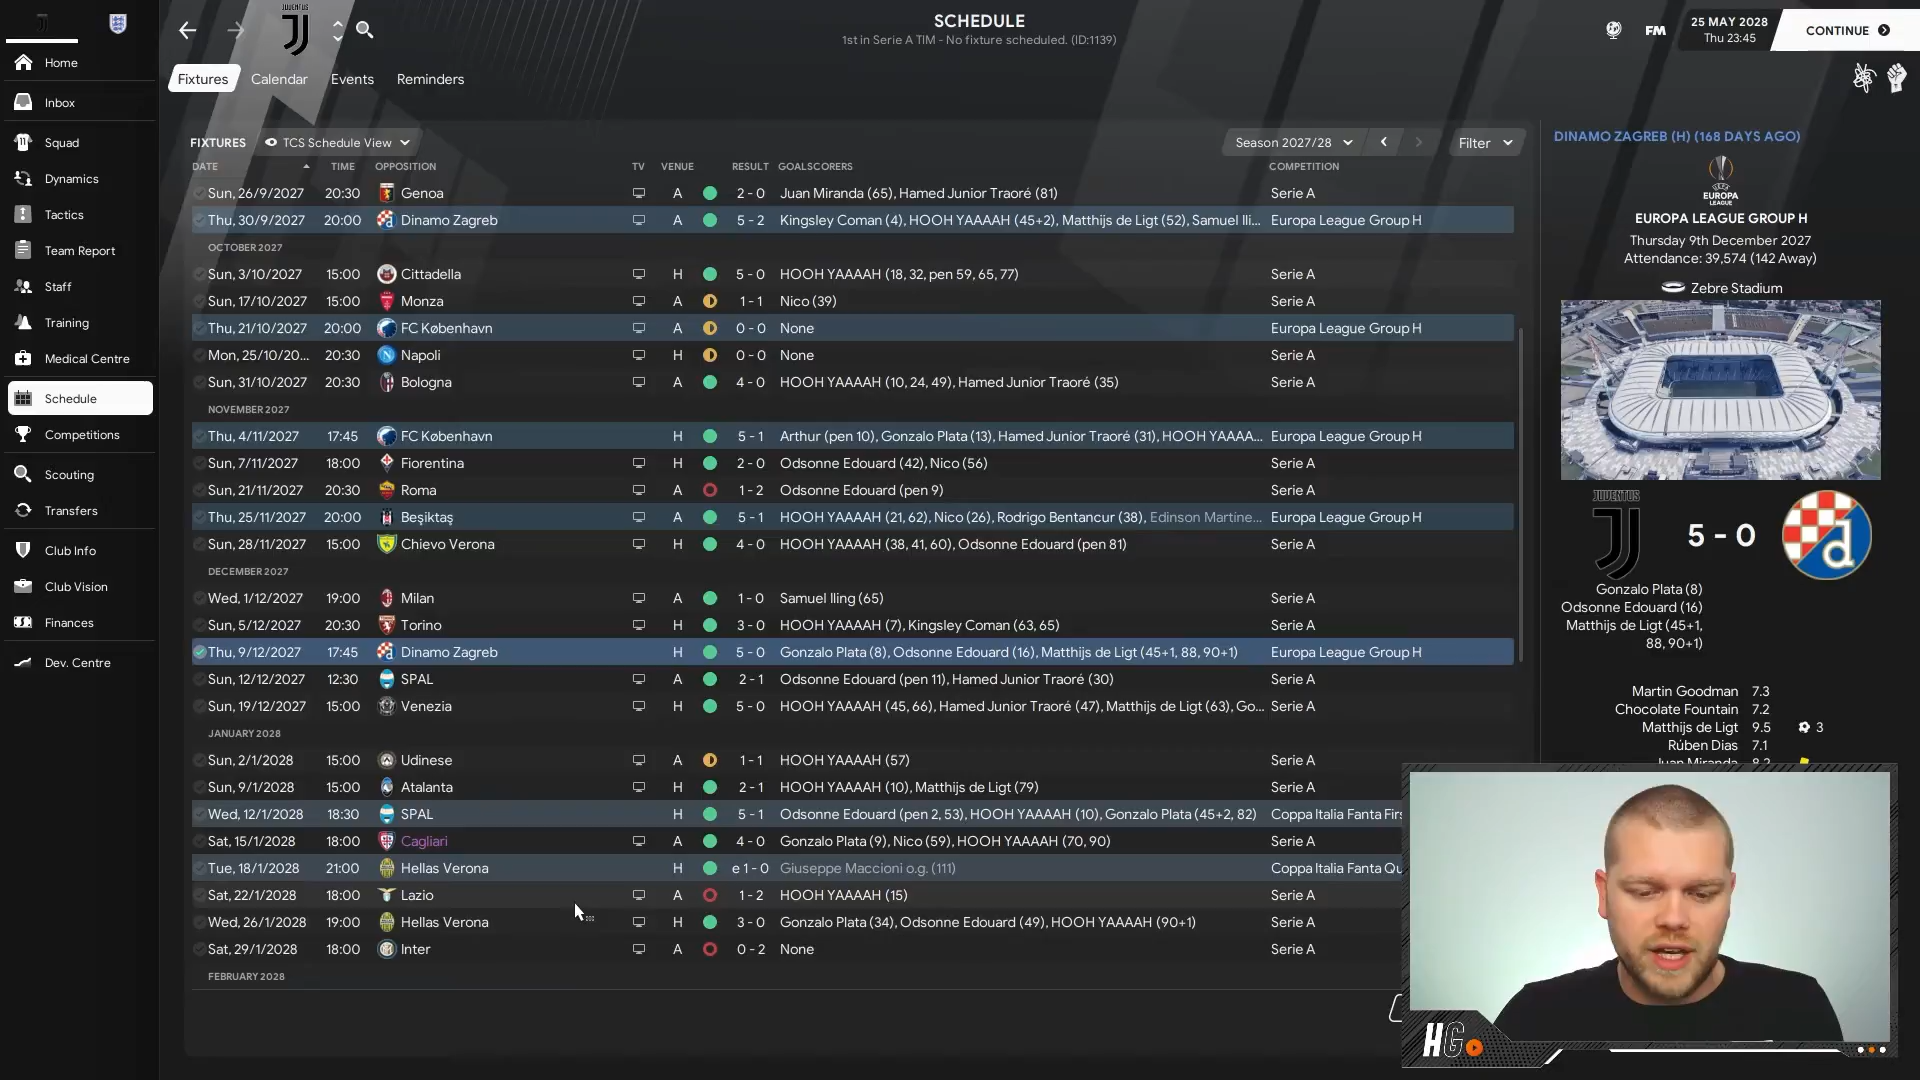 JUVENTUS
SCHEDULE
1st in Serie A TIM - No fixture scheduled. (ID:1139)
FM
25 MAY 2028
Thu 23:45
CONTINUE
Home
Inbox
Squad
Dynamics
Tactics
Team Report
Staff
Training
Medical Centre
Schedule
Competitions
Scouting
Transfers
Club Info
Club Vision
Finances
Dev. Centre
Fixtures Calendar Events Reminders
FIXTURES TCS Schedule View Season 2027/28 Filter
DATE TIME OPPOSITION TV VENUE RESULT GOALSCORERS COMPETITION
Sun, 26/9/2027 20:30 Genoa A 2 - 0 Juan Miranda (65), Hamed Junior Traoré (81) Serie A
Thu, 30/9/2027 20:00 Dinamo Zagreb A 5 - 2 Kingsley Coman (4), HOOH YAAAAH (45+2), Matthijs de Ligt (52), Samuel Ili... Europa League Group H
OCTOBER 2027
Sun, 3/10/2027 15:00 Cittadella H 5 - 0 HOOH YAAAAH (18, 32, pen 59, 65, 77) Serie A
Sun, 17/10/2027 15:00 Monza A 1 - 1 Nico (39) Serie A
Thu, 21/10/2027 20:00 FC København A 0 - 0 None Europa League Group H
Mon, 25/10/20... 20:30 Napoli H 0 - 0 None Serie A
Sun, 31/10/2027 20:30 Bologna A 4 - 0 HOOH YAAAAH (10, 24, 49), Hamed Junior Traoré (35) Serie A
NOVEMBER 2027
Thu, 4/11/2027 17:45 FC København H 5 - 1 Arthur (pen 10), Gonzalo Plata (13), Hamed Junior Traoré (31), HOOH YAAAA... Europa League Group H
Sun, 7/11/2027 18:00 Fiorentina H 2 - 0 Odsonne Edouard (42), Nico (56) Serie A
Sun, 21/11/2027 20:30 Roma A 1 - 2 Odsonne Edouard (pen 9) Serie A
Thu, 25/11/2027 20:00 Beşiktaş A 5 - 1 HOOH YAAAAH (21, 62), Nico (26), Rodrigo Bentancur (38), Edinson Martíne... Europa League Group H
Sun, 28/11/2027 15:00 Chievo Verona H 4 - 0 HOOH YAAAAH (38, 41, 60), Odsonne Edouard (pen 81) Serie A
DECEMBER 2027
Wed, 1/12/2027 19:00 Milan A 1 - 0 Samuel Iling (65) Serie A
Sun, 5/12/2027 20:30 Torino H 3 - 0 HOOH YAAAAH (7), Kingsley Coman (63, 65) Serie A
Thu, 9/12/2027 17:45 Dinamo Zagreb H 5 - 0 Gonzalo Plata (8), Odsonne Edouard (16), Matthijs de Ligt (45+1, 88, 90+1) Europa League Group H
Sun, 12/12/2027 12:30 SPAL A 2 - 1 Odsonne Edouard (pen 11), Hamed Junior Traoré (30) Serie A
Sun, 19/12/2027 15:00 Venezia H 5 - 0 HOOH YAAAAH (45, 66), Hamed Junior Traoré (47), Matthijs de Ligt (63), Go... Serie A
JANUARY 2028
Sun, 2/1/2028 15:00 Udinese A 1 - 1 HOOH YAAAAH (57) Serie A
Sun, 9/1/2028 15:00 Atalanta H 2 - 1 HOOH YAAAAH (10), Matthijs de Ligt (79) Serie A
Wed, 12/1/2028 18:30 SPAL H 5 - 1 Odsonne Edouard (pen 2, 53), HOOH YAAAAH (10), Gonzalo Plata (45+2, 82) Coppa Italia Fanta Firs
Sat, 15/1/2028 18:00 Cagliari A 4 - 0 Gonzalo Plata (9), Nico (59), HOOH YAAAAH (70, 90) Serie A
Tue, 18/1/2028 21:00 Hellas Verona H e 1 - 0 Giuseppe Maccioni o.g. (111) Coppa Italia Fanta Qu
Sat, 22/1/2028 18:00 Lazio A 1 - 2 HOOH YAAAAH (15) Serie A
Wed, 26/1/2028 19:00 Hellas Verona H 3 - 0 Gonzalo Plata (34), Odsonne Edouard (49), HOOH YAAAAH (90+1) Serie A
Sat, 29/1/2028 18:00 Inter A 0 - 2 None Serie A
FEBRUARY 2028
DINAMO ZAGREB (H) (168 DAYS AGO)
UEFA
EUROPA
LEAGUE
EUROPA LEAGUE GROUP H
Thursday 9th December 2027
Attendance: 39,574 (142 Away)
Zebre Stadium
JUVENTUS
5 - 0
Gonzalo Plata (8)
Odsonne Edouard (16)
Matthijs de Ligt (45+1,
88, 90+1)
Martin Goodman 7.3
Chocolate Fountain 7.2
Matthijs de Ligt 9.5 3
Rúben Dias 7.1
Juan Miranda 8.2
HG